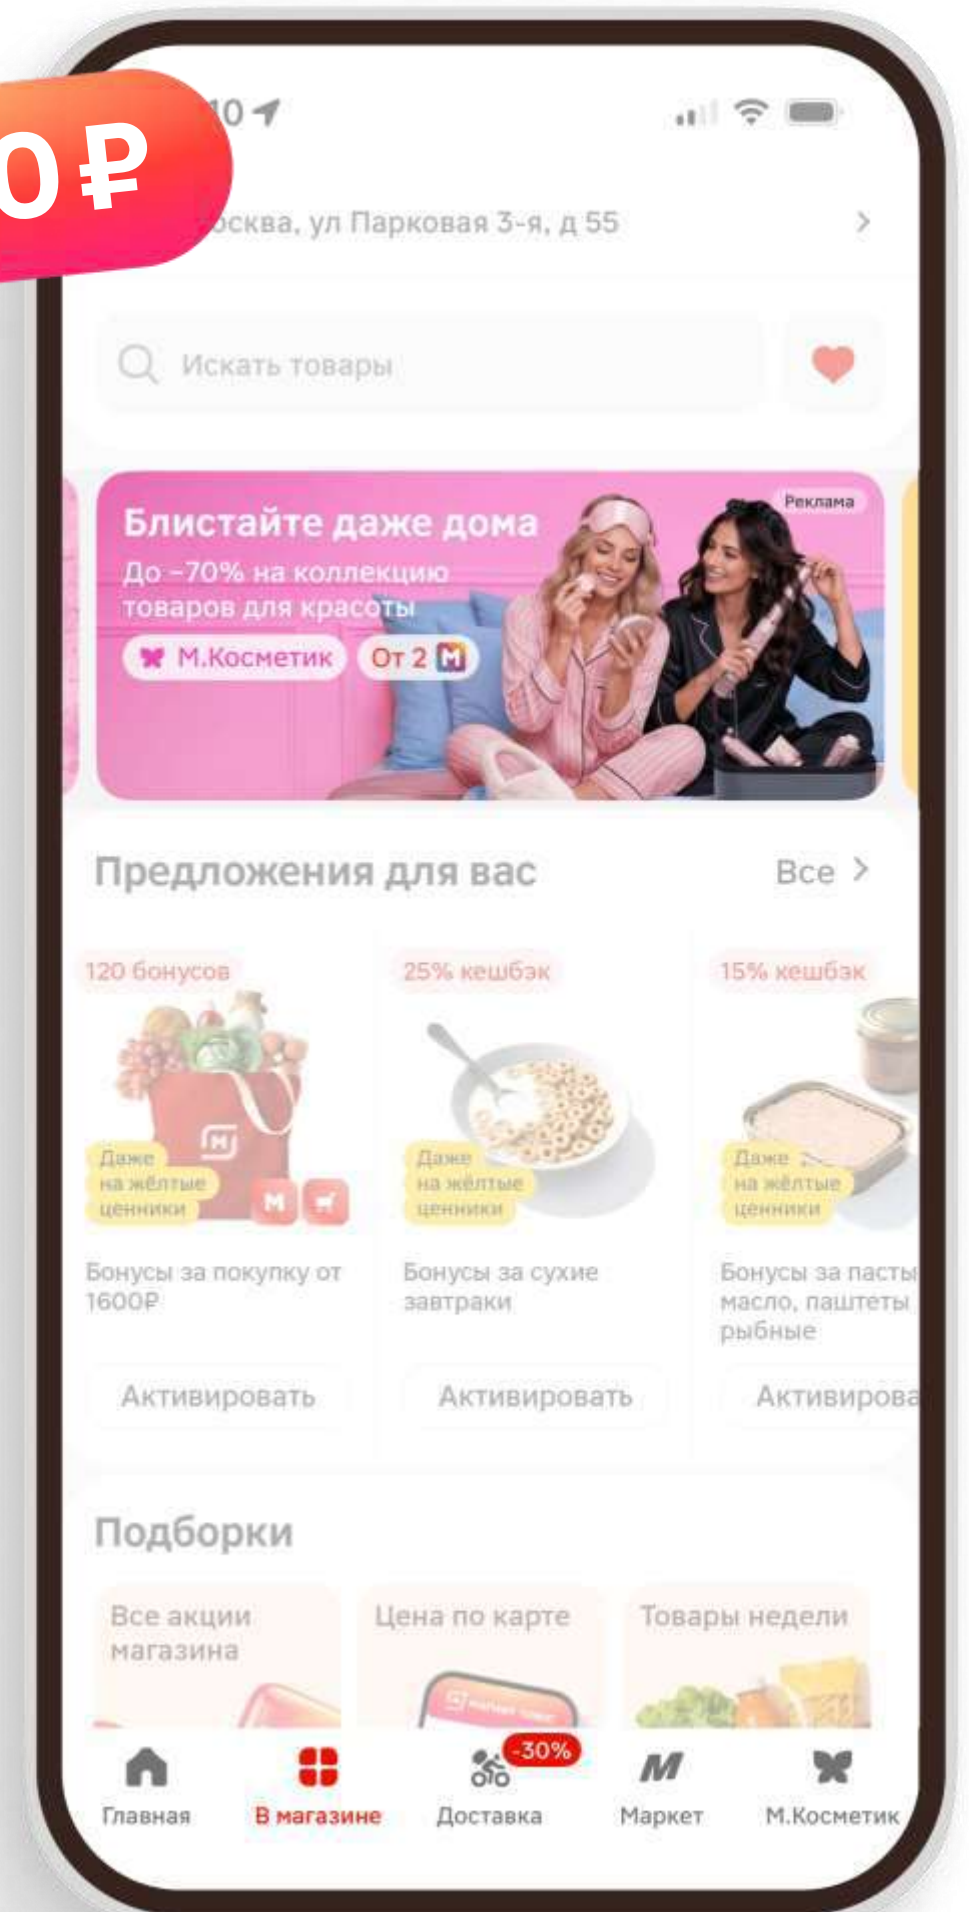 0₽
10
осква, ул Парковая 3-я, д 55
Искать товары
Реклама
Блистайте даже дома
До –70% на коллекцию
товаров для красоты
М.Косметик
От 2 М
Предложения для вас
Все
120 бонусов
25% кешбэк
15% кешбэк
Даже
на жёлтые
ценники
Даже
на жёлтые
ценники
Даже
на жёлтые
ценники
Бонусы за покупку от
1600₽
Бонусы за сухие
завтраки
Бонусы за пасты
масло, паштеты
рыбные
Активировать
Активировать
Активирова
Подборки
Все акции
магазина
Цена по карте
Товары недели
-30%
Главная
В магазине
Доставка
Маркет
М.Косметик